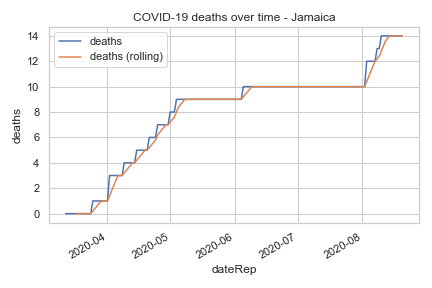 COVID-19 deaths over time - Jamaica
deaths
deaths (rolling)
deaths
14
12
10
8
6
4
2
0
2020-04
2020-05
2020-06
2020-07
2020-08
dateRep